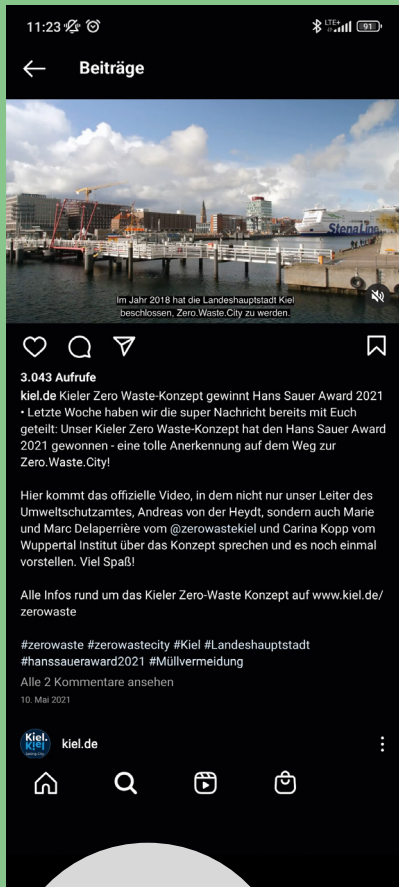 11:23
LTE+
91
Beiträge
Stena Line
Im Jahr 2018 hat die Landeshauptstadt Kiel
beschlossen, Zero.Waste.City zu werden.
3.043 Aufrufe
kiel.de Kieler Zero Waste-Konzept gewinnt Hans Sauer Award 2021
• Letzte Woche haben wir die super Nachricht bereits mit Euch
geteilt: Unser Kieler Zero Waste-Konzept hat den Hans Sauer Award
2021 gewonnen - eine tolle Anerkennung auf dem Weg zur
Zero.Waste.City!
Hier kommt das offizielle Video, in dem nicht nur unser Leiter des
Umweltschutzamtes, Andreas von der Heydt, sondern auch Marie
und Marc Delaperrière vom @zerowastekiel und Carina Kopp vom
Wuppertal Institut über das Konzept sprechen und es noch einmal
vorstellen. Viel Spaß!
Alle Infos rund um das Kieler Zero-Waste Konzept auf www.kiel.de/
zerowaste
#zerowaste #zerowastecity #Kiel #Landeshauptstadt
#hanssaueraward2021 #Müllvermeidung
Alle 2 Kommentare ansehen
10. Mai 2021
Kiel.
Kiel
Sailing.City.
kiel.de